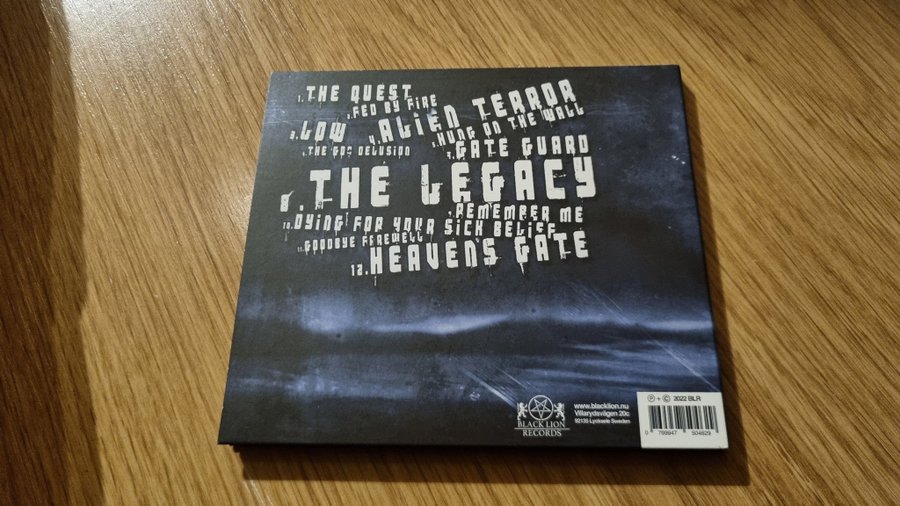 1.THE QUEST
2.FED BY FIRE
3.LOW
4.ALIEN TERROR
5.HUNG ON THE WALL
6.THE GOD DELUSION
7.GATE GUARD
8.THE LEGACY
9.REMEMBER ME
10.DYING FOR YOUR SICK BELIEF
11.GOODBYE FAREWELL
12.HEAVENS GATE
BLACK LION
RECORDS
www.blacklion.nu
Villarydavägen 20c
92135 Lycksele Sweden
℗ + © 2022 BLR